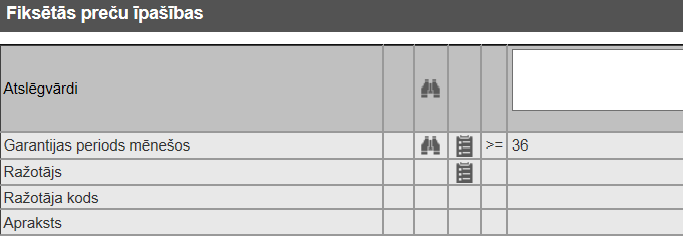 Fiksētās preču īpašības
Atslēgvārdi
Garantijas periods mēnešos >= 36
Ražotājs
Ražotāja kods
Apraksts